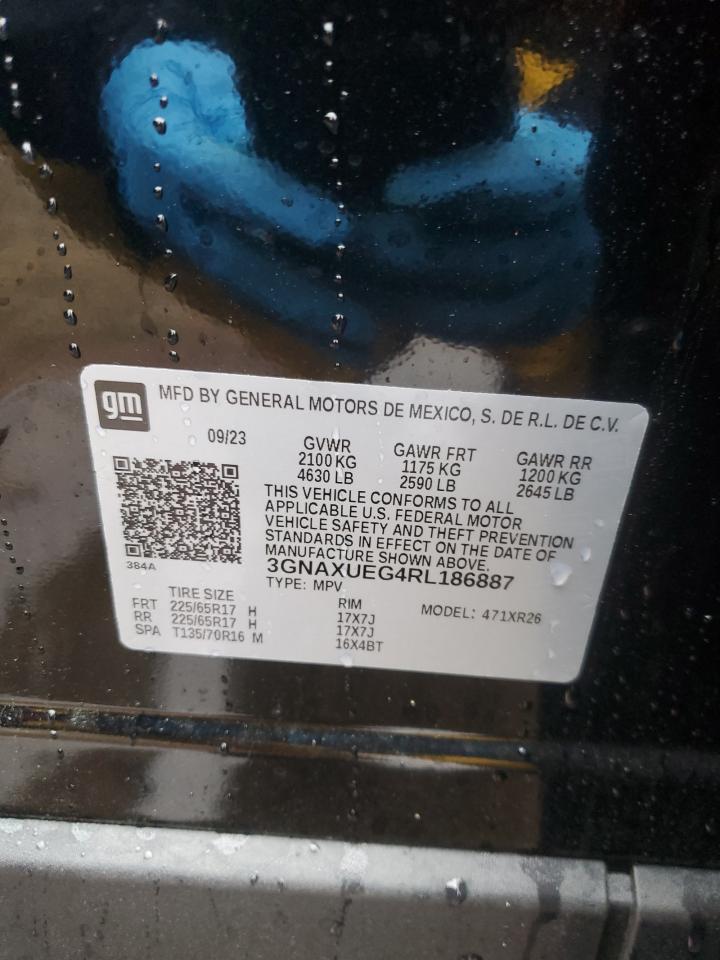 gm
MFD BY GENERAL MOTORS DE MEXICO, S. DE R.L. DE C.V.
09/23
GVWR GAWR FRT GAWR RR
2100 KG 1175 KG 1200 KG
4630 LB 2590 LB 2645 LB
THIS VEHICLE CONFORMS TO ALL
APPLICABLE U.S. FEDERAL MOTOR
VEHICLE SAFETY AND THEFT PREVENTION
STANDARDS IN EFFECT ON THE DATE OF
MANUFACTURE SHOWN ABOVE.
384A
3GNAXUEG4RL186887
TYPE: MPV
MODEL: 471XR26
TIRE SIZE RIM
FRT 225/65R17 H 17X7J
RR 225/65R17 H 17X7J
SPA T135/70R16 M 16X4BT